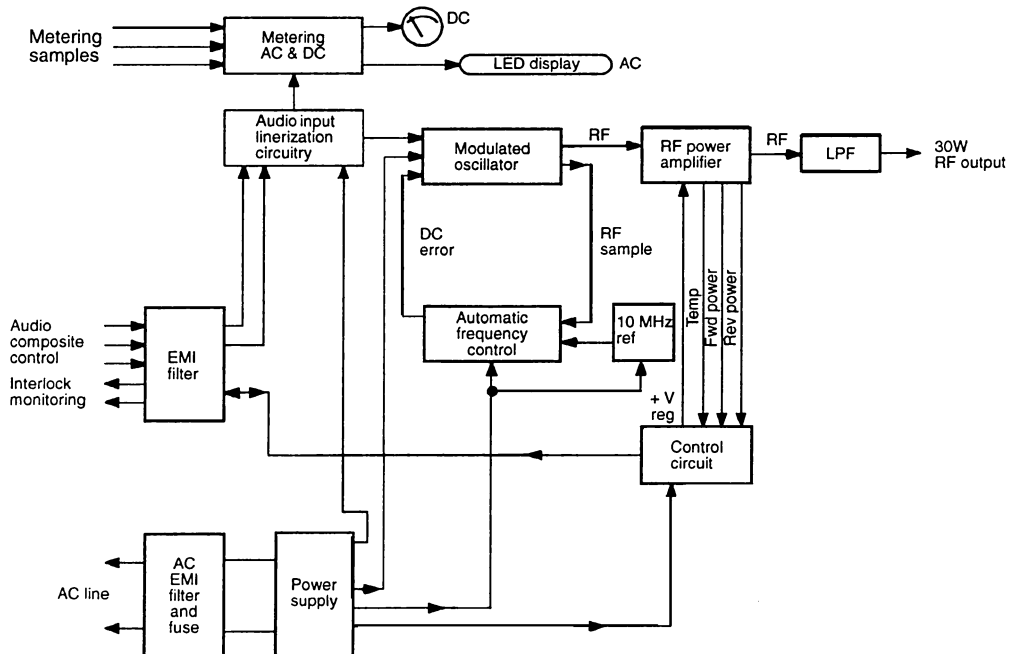 Metering
samples
Metering
AC & DC
DC
LED display
AC
Audio input
linerization
circuitry
Modulated
oscillator
RF
RF power
amplifier
RF
LPF
30W
RF output
DC
error
RF
sample
Automatic
frequency
control
10 MHz
ref
Temp
Fwd power
Rev power
+ V
reg
Control
circuit
Audio
composite
control
Interlock
monitoring
EMI
filter
AC line
AC
EMI
filter
and
fuse
Power
supply